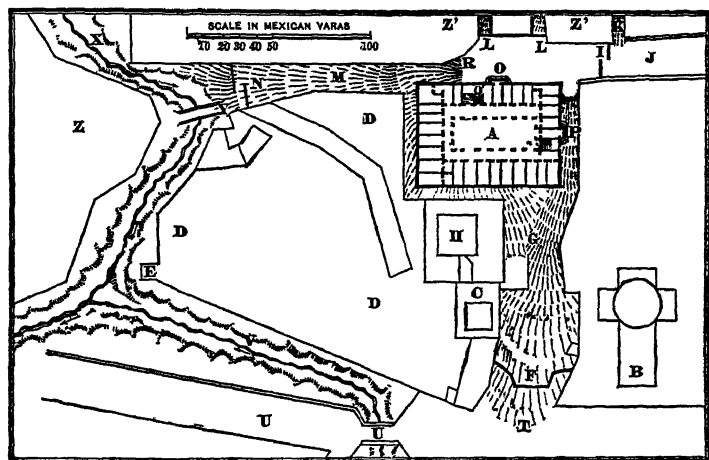 SCALE IN MEXICAN VARAS
10 20 30 40 50 100
Z' Z'
X
L L I
J
R
O
N M
Z
D
A
P
D
H
G
E
D
C
B
F
U
U
T